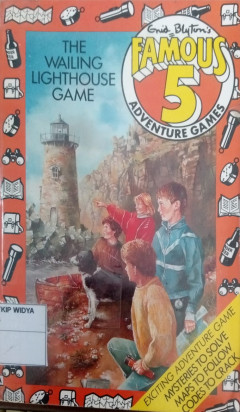 THE
WAILING
LIGHTHOUSE
GAME
Enid Blyton's
FAMOUS
5
ADVENTURE GAMES
KIP WIDYA
EXCITING ADVENTURE GAME
MYSTERIES TO SOLVE
MAPS TO FOLLOW
CODES TO CRACK